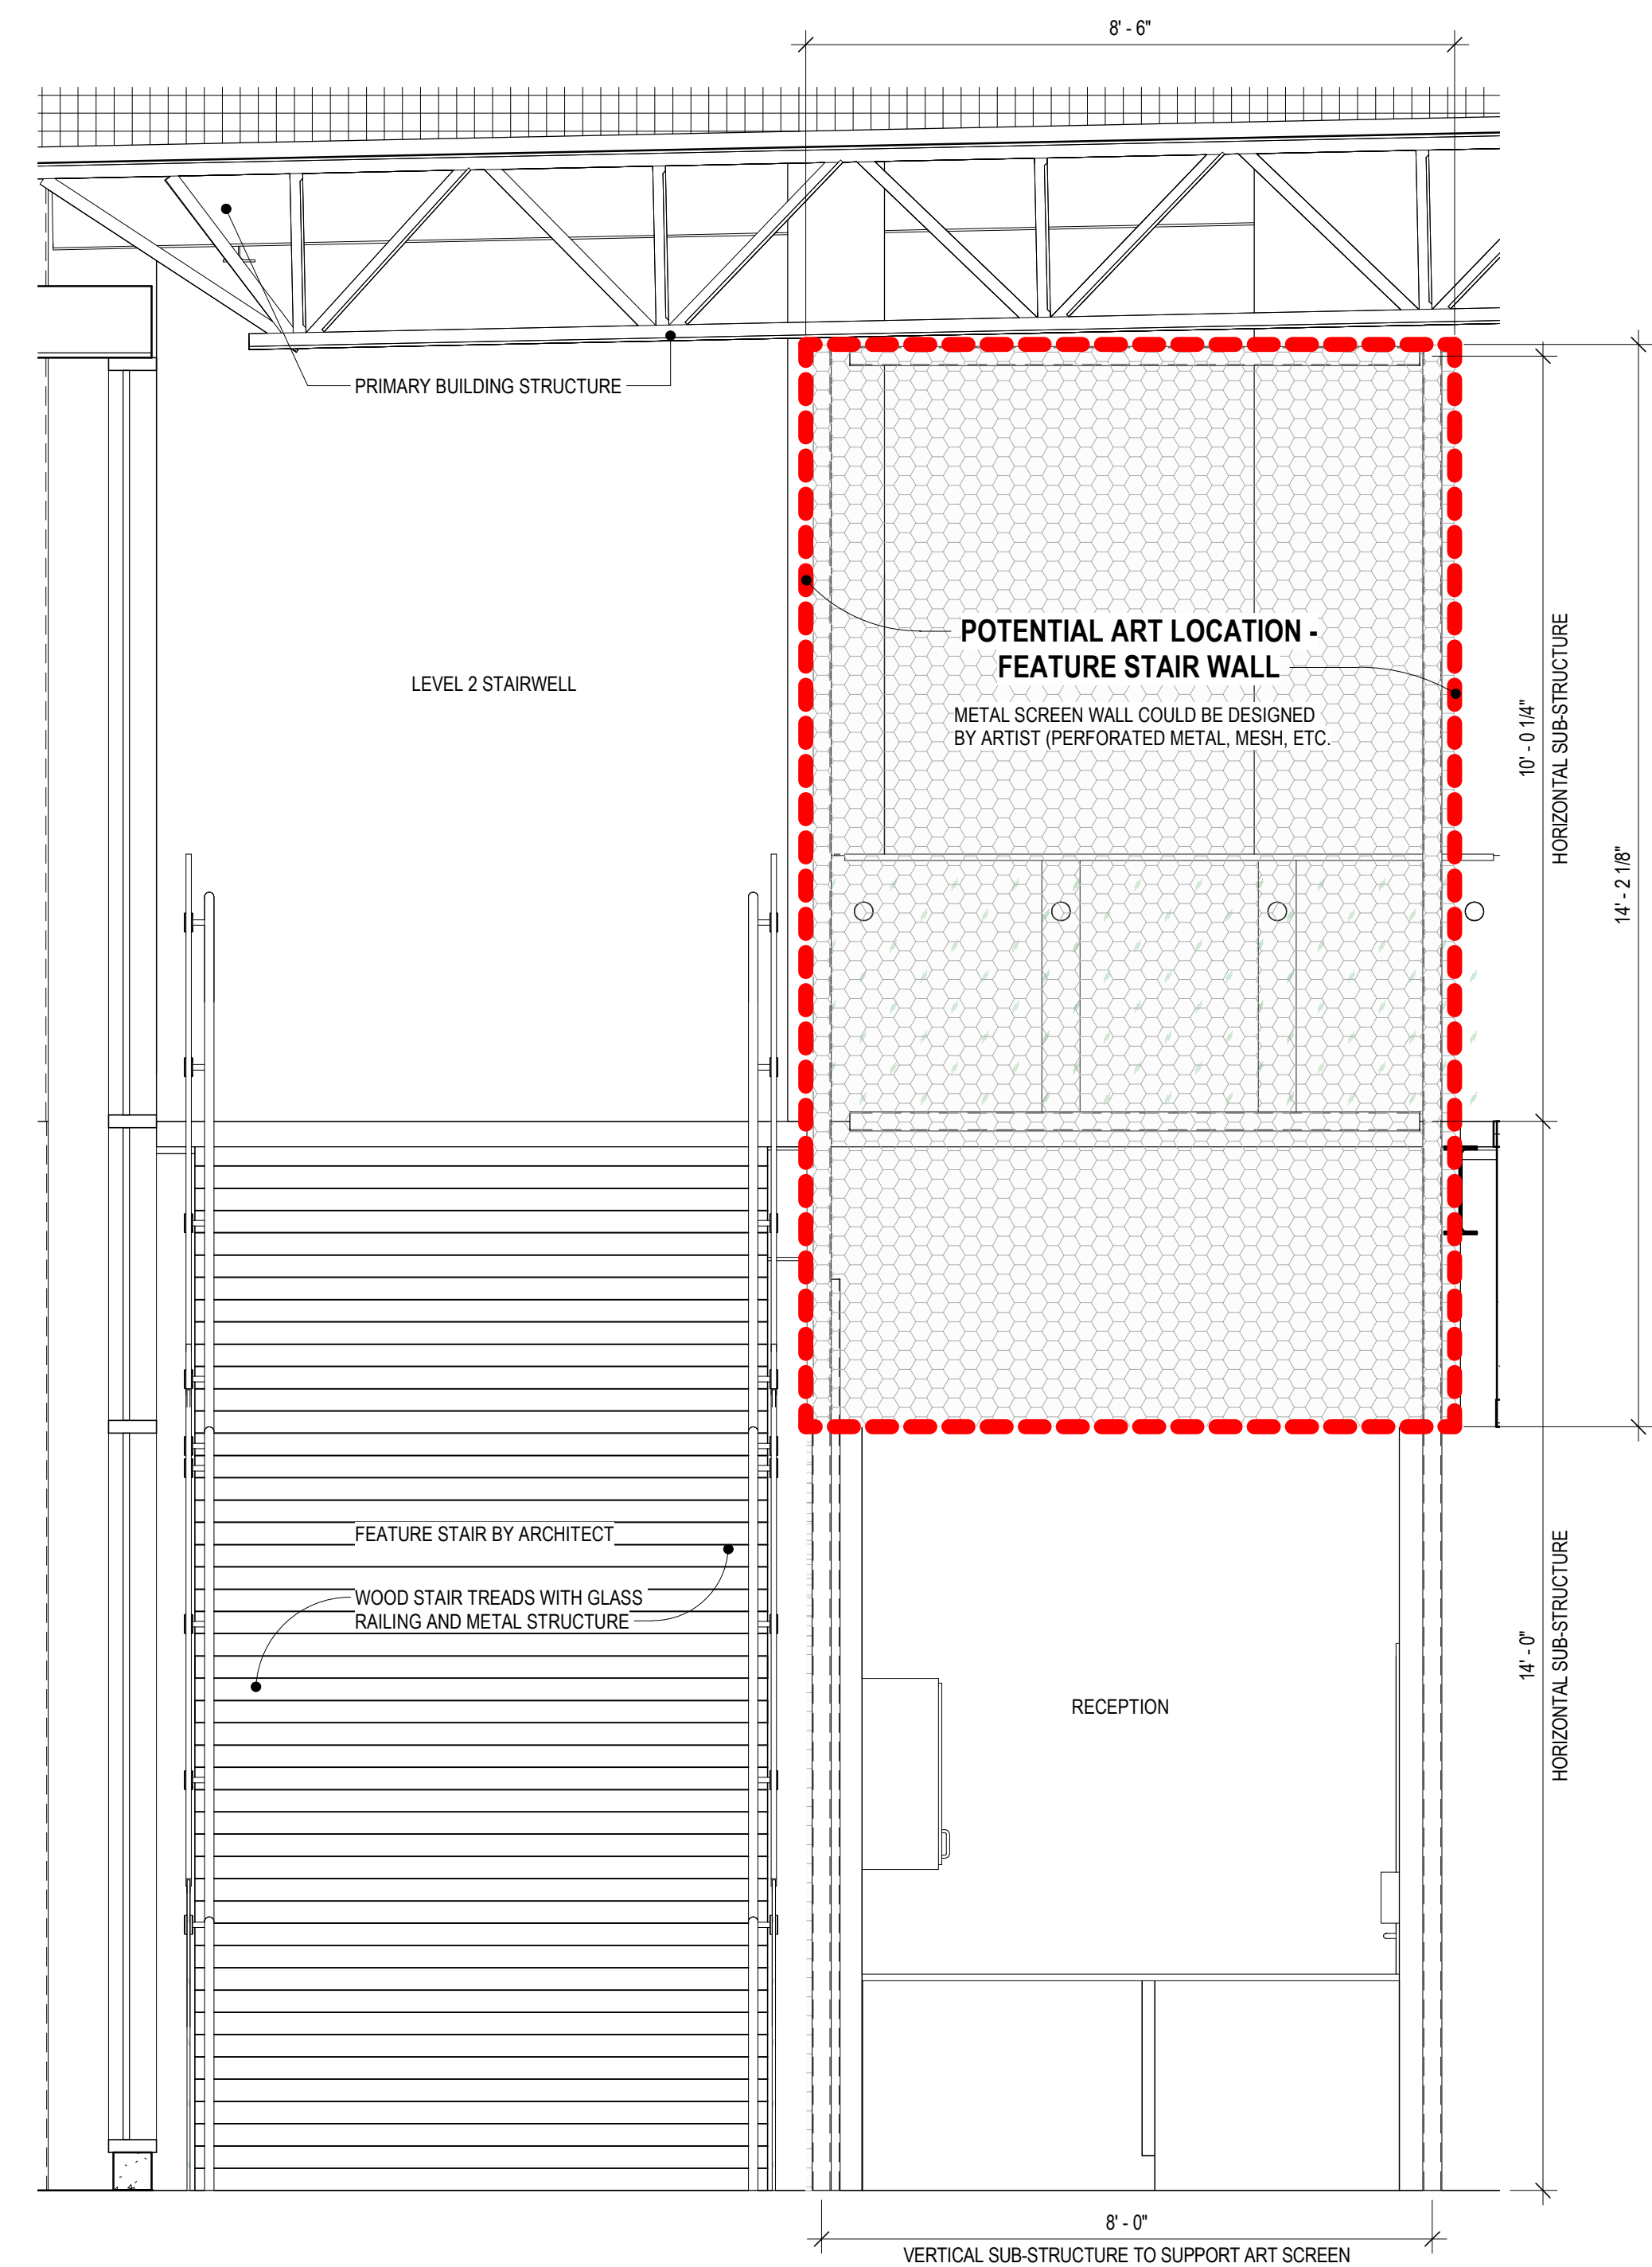 8' - 6"
PRIMARY BUILDING STRUCTURE
POTENTIAL ART LOCATION -
FEATURE STAIR WALL
LEVEL 2 STAIRWELL
METAL SCREEN WALL COULD BE DESIGNED
BY ARTIST (PERFORATED METAL, MESH, ETC.
10' - 0 1/4"
HORIZONTAL SUB-STRUCTURE
14' - 2 1/8"
FEATURE STAIR BY ARCHITECT
WOOD STAIR TREADS WITH GLASS
RAILING AND METAL STRUCTURE
RECEPTION
14' - 0"
HORIZONTAL SUB-STRUCTURE
8' - 0"
VERTICAL SUB-STRUCTURE TO SUPPORT ART SCREEN